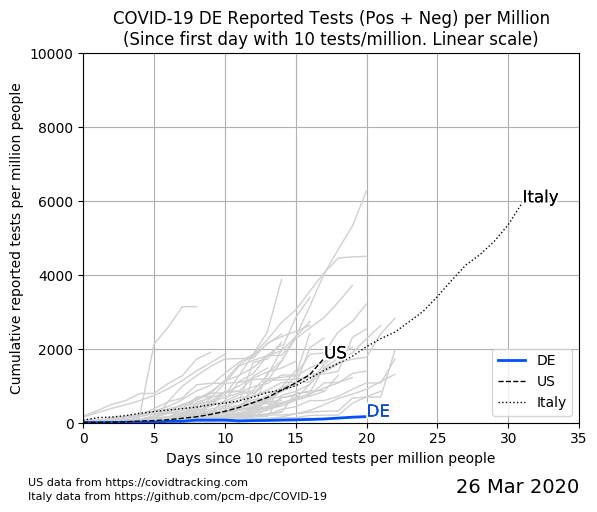 COVID-19 DE Reported Tests (Pos + Neg) per Million
(Since first day with 10 tests/million. Linear scale)
Cumulative reported tests per million people
10000
8000
6000
4000
2000
0
Italy
US
DE
DE
US
Italy
0 5 10 15 20 25 30 35
Days since 10 reported tests per million people
US data from https://covidtracking.com
Italy data from https://github.com/pcm-dpc/COVID-19
26 Mar 2020